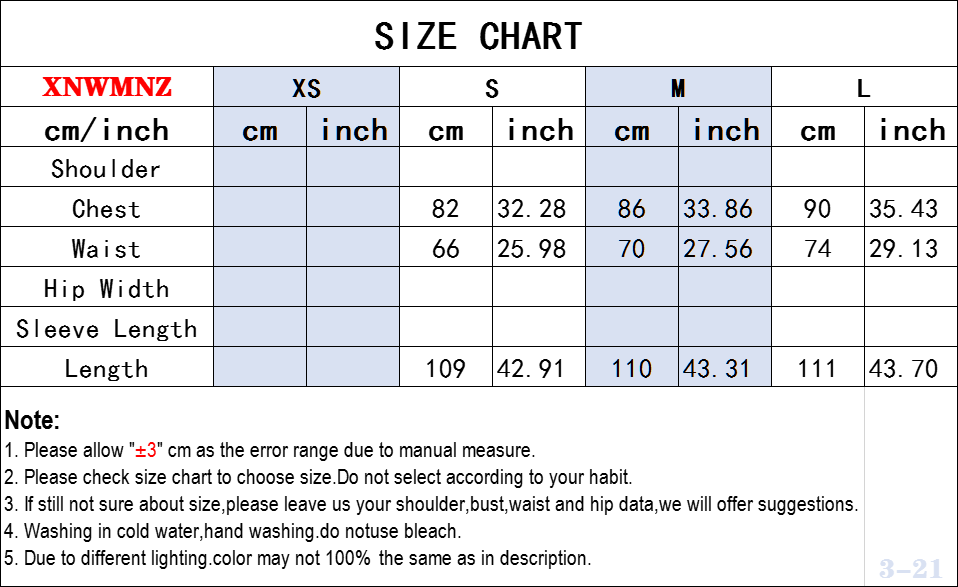 SIZE CHART
XNWMNZ XS S M L
cm/inch cm inch cm inch cm inch cm inch
Shoulder
Chest 82 32.28 86 33.86 90 35.43
Waist 66 25.98 70 27.56 74 29.13
Hip Width
Sleeve Length
Length 109 42.91 110 43.31 111 43.70
Note:
1. Please allow "±3" cm as the error range due to manual measure.
2. Please check size chart to choose size.Do not select according to your habit.
3. If still not sure about size,please leave us your shoulder,bust,waist and hip data,we will offer suggestions.
4. Washing in cold water,hand washing.do notuse bleach.
5. Due to different lighting.color may not 100% the same as in description.
3-21